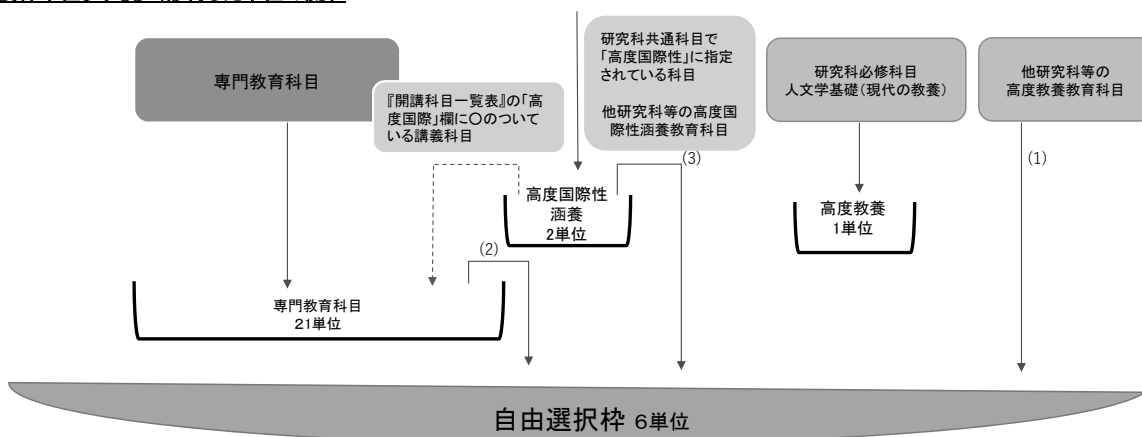 専門教育科目
『開講科目一覧表』の「高
度国際」欄に〇のついて
いる講義科目
研究科共通科目で
「高度国際性」に指定
されている科目
他研究科等の高度国
際性涵養教育科目
研究科必修科目
人文学基礎(現代の教養)
他研究科等の
高度教養教育科目
(3)
(1)
高度国際性
涵養
2単位
高度教養
1単位
(2)
専門教育科目
21単位
自由選択枠 6単位